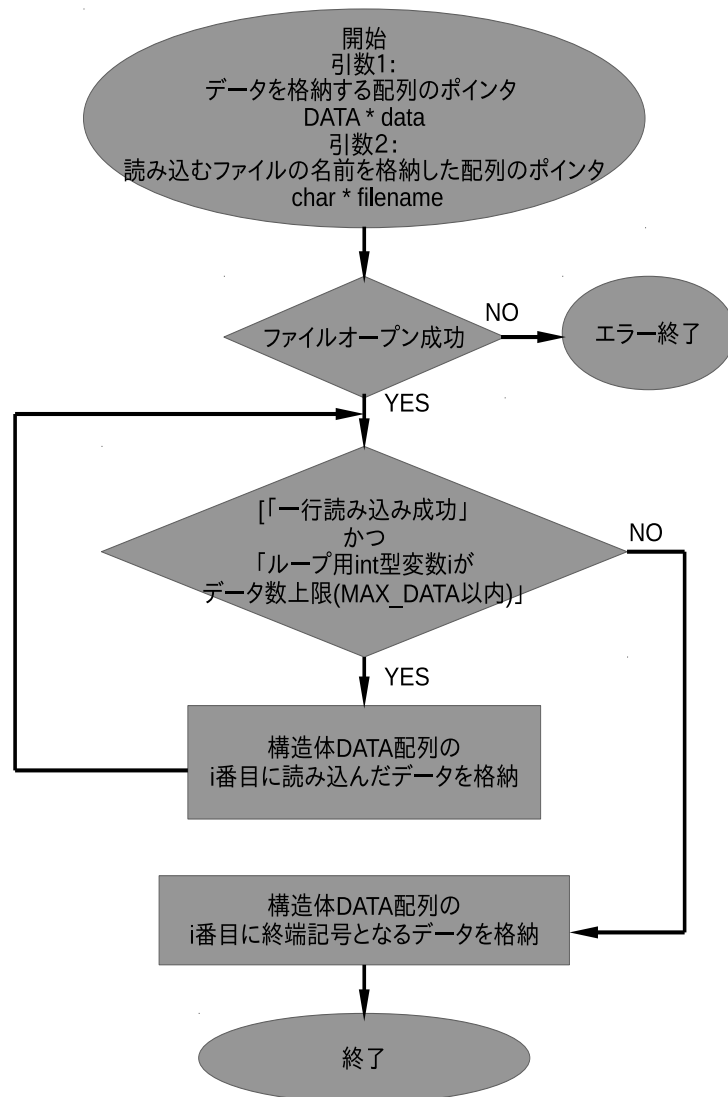 開始
引数1:
データを格納する配列のポインタ
DATA * data
引数2:
読み込むファイルの名前を格納した配列のポインタ
char * filename
ファイルオープン成功
NO
エラー終了
YES
[「一行読み込み成功」
かつ
「ループ用int型変数iが
データ数上限(MAX_DATA以内)」
NO
YES
構造体DATA配列の
i番目に読み込んだデータを格納
構造体DATA配列の
i番目に終端記号となるデータを格納
終了